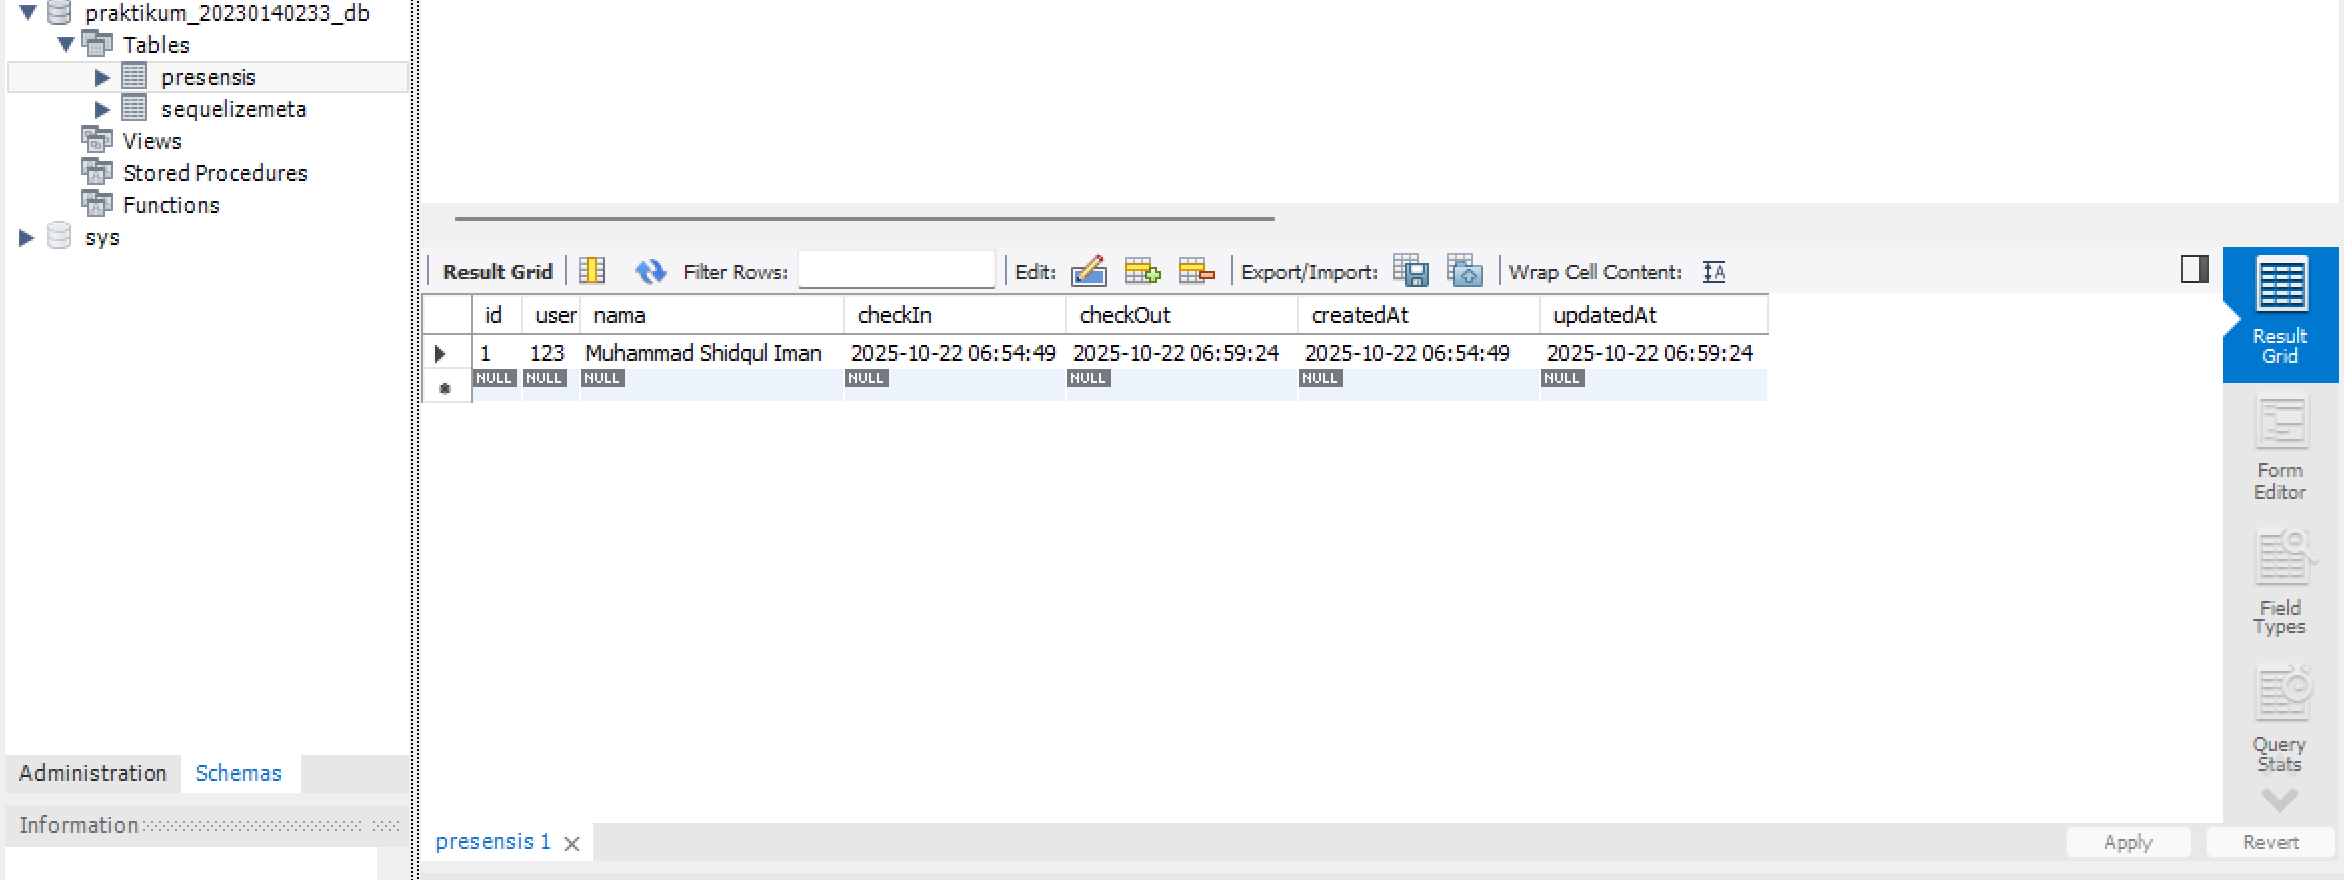 praktikum_20230140233_db
Tables
presensis
sequelizemeta
Views
Stored Procedures
Functions
sys
Administration Schemas
Information
Result Grid Filter Rows: Edit: Export/Import: Wrap Cell Content:
id user nama checkIn checkOut createdAt updatedAt
1 123 Muhammad Shidqul Iman 2025-10-22 06:54:49 2025-10-22 06:59:24 2025-10-22 06:54:49 2025-10-22 06:59:24
NULL NULL NULL NULL NULL NULL NULL
Result
Grid
Form
Editor
Field
Types
Query
Stats
presensis 1
Apply Revert